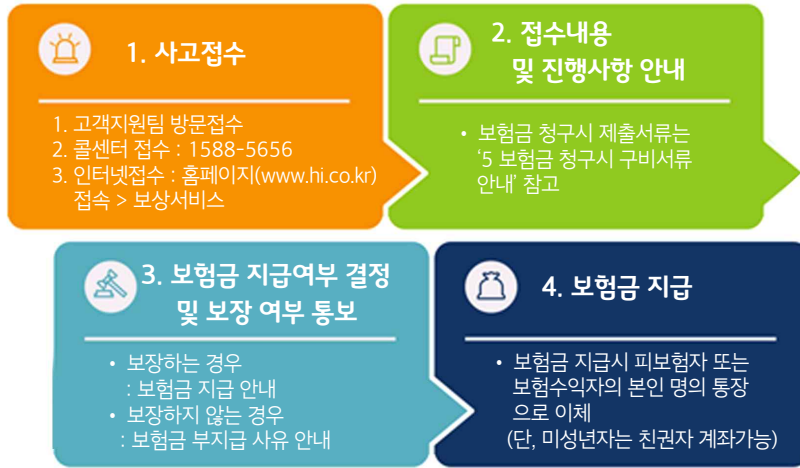 1. 사고접수
1. 고객지원팀 방문접수
2. 콜센터 접수 : 1588-5656
3. 인터넷접수 : 홈페이지(www.hi.co.kr)
접속 > 보상서비스
2. 접수내용
및 진행사항 안내
• 보험금 청구시 제출서류는
‘5 보험금 청구시 구비서류
안내’ 참고
3. 보험금 지급여부 결정
및 보장 여부 통보
• 보장하는 경우
: 보험금 지급 안내
• 보장하지 않는 경우
: 보험금 부지급 사유 안내
4. 보험금 지급
• 보험금 지급시 피보험자 또는
보험수익자의 본인 명의 통장
으로 이체
(단, 미성년자는 친권자 계좌가능)